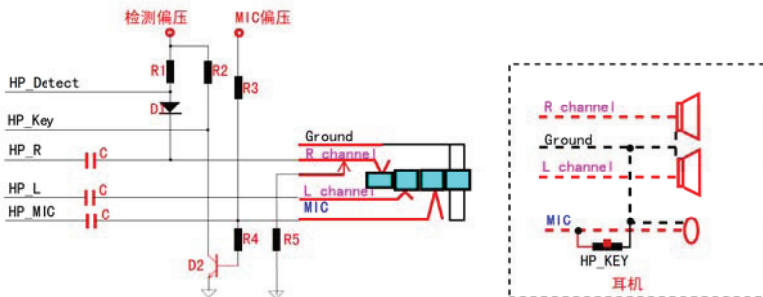 检测偏压
MIC偏压
R1
R2
R3
HP_Detect
D1
HP_Key
HP_R
C
HP_L
C
HP_MIC
C
Ground
R channel
L channel
MIC
R4
R5
D2
R channel
Ground
L channel
MIC
HP_KEY
耳机